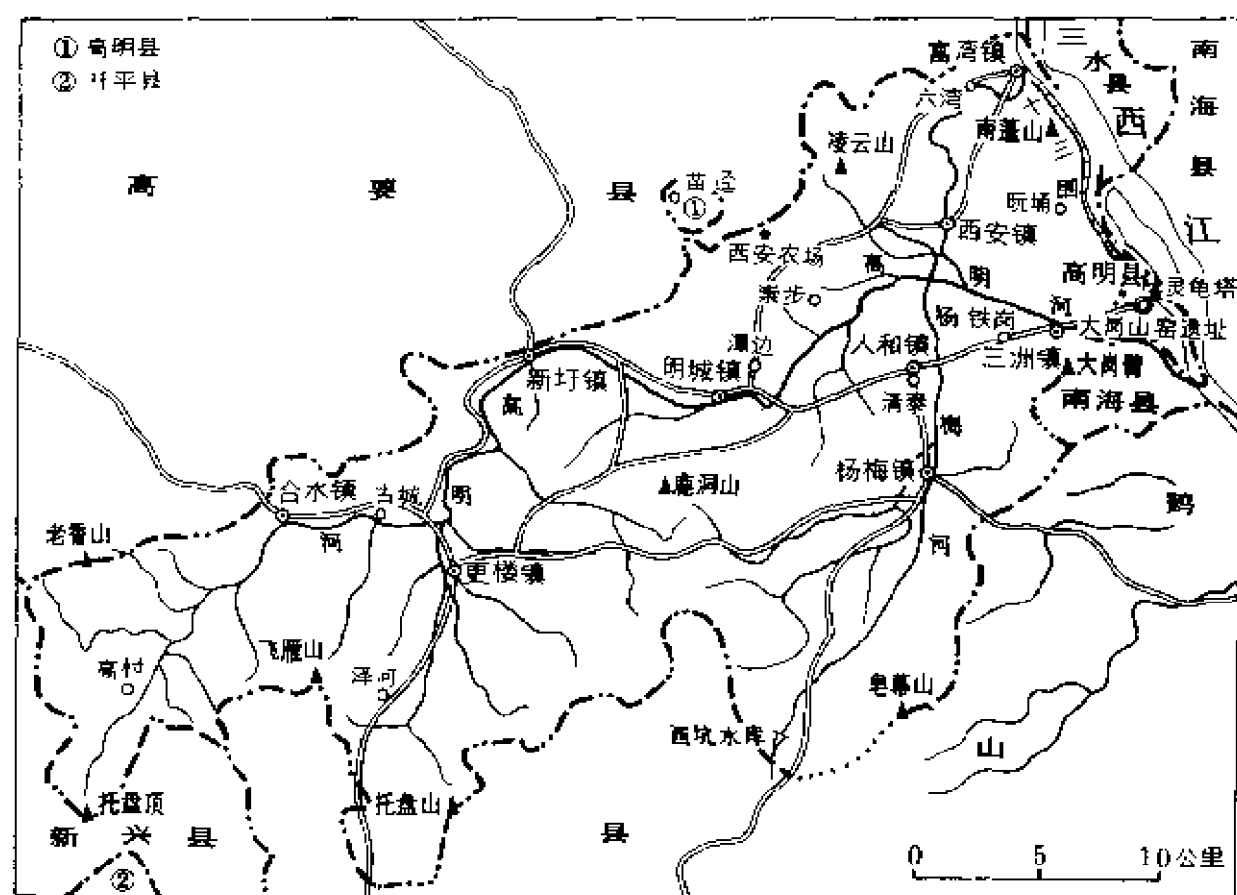 ① 高明县
② 开平县
高要县
三水县
南海县
西江
高湾镇
六湾
南蓬山
三
围
阮埇
凌云山
苗迳
①
西安镇
西安农场
高明河
崇步
高明县
灵龟塔
大岗山窑遗址
铁岗
三洲镇
大岗
南海县
人和镇
清泰
杨梅河
杨梅镇
潭边
明城镇
新圩镇
高明河
鹿洞山
合水镇
老香山
更楼镇
飞雁山
高村
泽河
皂幕山
西坑水库
鹤山县
托盘顶
托盘山
新兴县
②
0 5 10公里